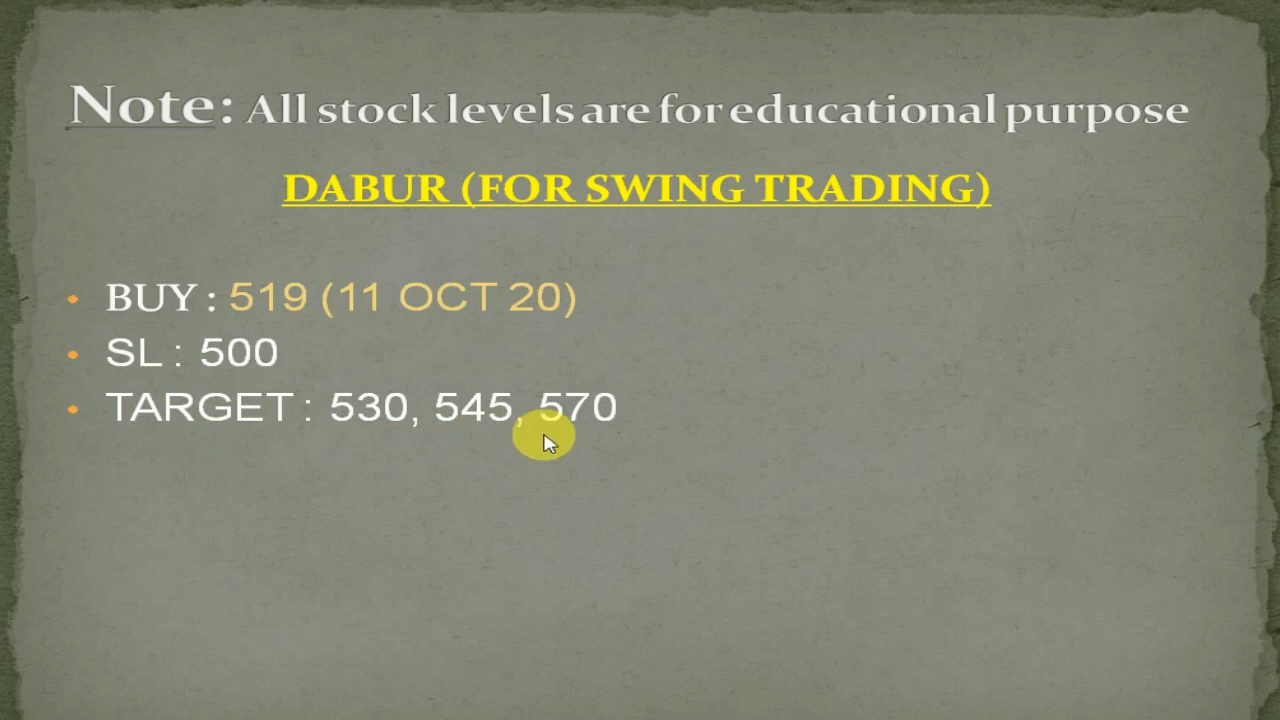 Note: All stock levels are for educational purpose
DABUR (FOR SWING TRADING)
• BUY : 519 (11 OCT 20)
• SL : 500
• TARGET : 530, 545, 570